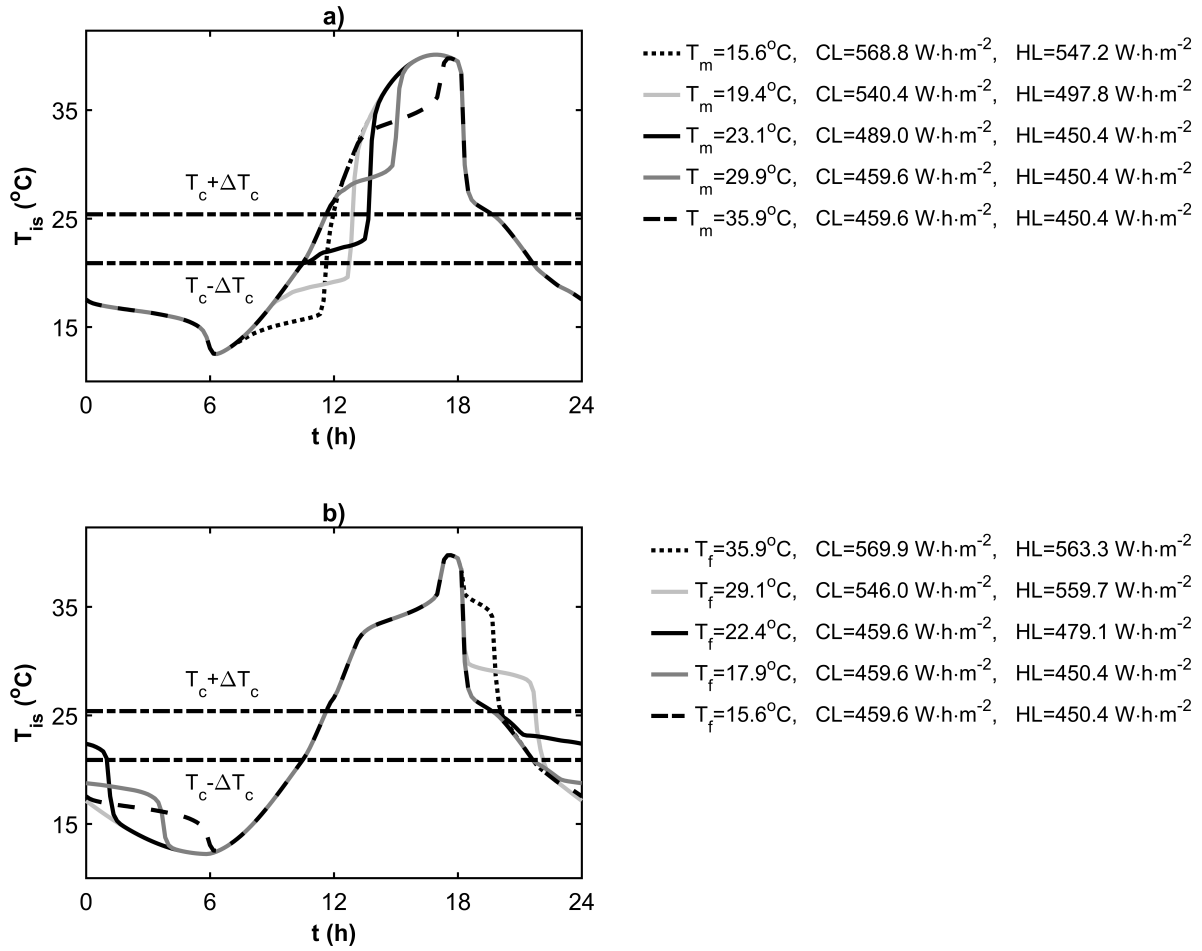 a)
T_is (°C)
35
25
15
T_c+ΔT_c
T_c-ΔT_c
0 6 12 18 24
t (h)
T_m=15.6°C, CL=568.8 W·h·m⁻², HL=547.2 W·h·m⁻²
T_m=19.4°C, CL=540.4 W·h·m⁻², HL=497.8 W·h·m⁻²
T_m=23.1°C, CL=489.0 W·h·m⁻², HL=450.4 W·h·m⁻²
T_m=29.9°C, CL=459.6 W·h·m⁻², HL=450.4 W·h·m⁻²
T_m=35.9°C, CL=459.6 W·h·m⁻², HL=450.4 W·h·m⁻²
b)
T_is (°C)
35
25
15
T_c+ΔT_c
T_c-ΔT_c
0 6 12 18 24
t (h)
T_f=35.9°C, CL=569.9 W·h·m⁻², HL=563.3 W·h·m⁻²
T_f=29.1°C, CL=546.0 W·h·m⁻², HL=559.7 W·h·m⁻²
T_f=22.4°C, CL=459.6 W·h·m⁻², HL=479.1 W·h·m⁻²
T_f=17.9°C, CL=459.6 W·h·m⁻², HL=450.4 W·h·m⁻²
T_f=15.6°C, CL=459.6 W·h·m⁻², HL=450.4 W·h·m⁻²